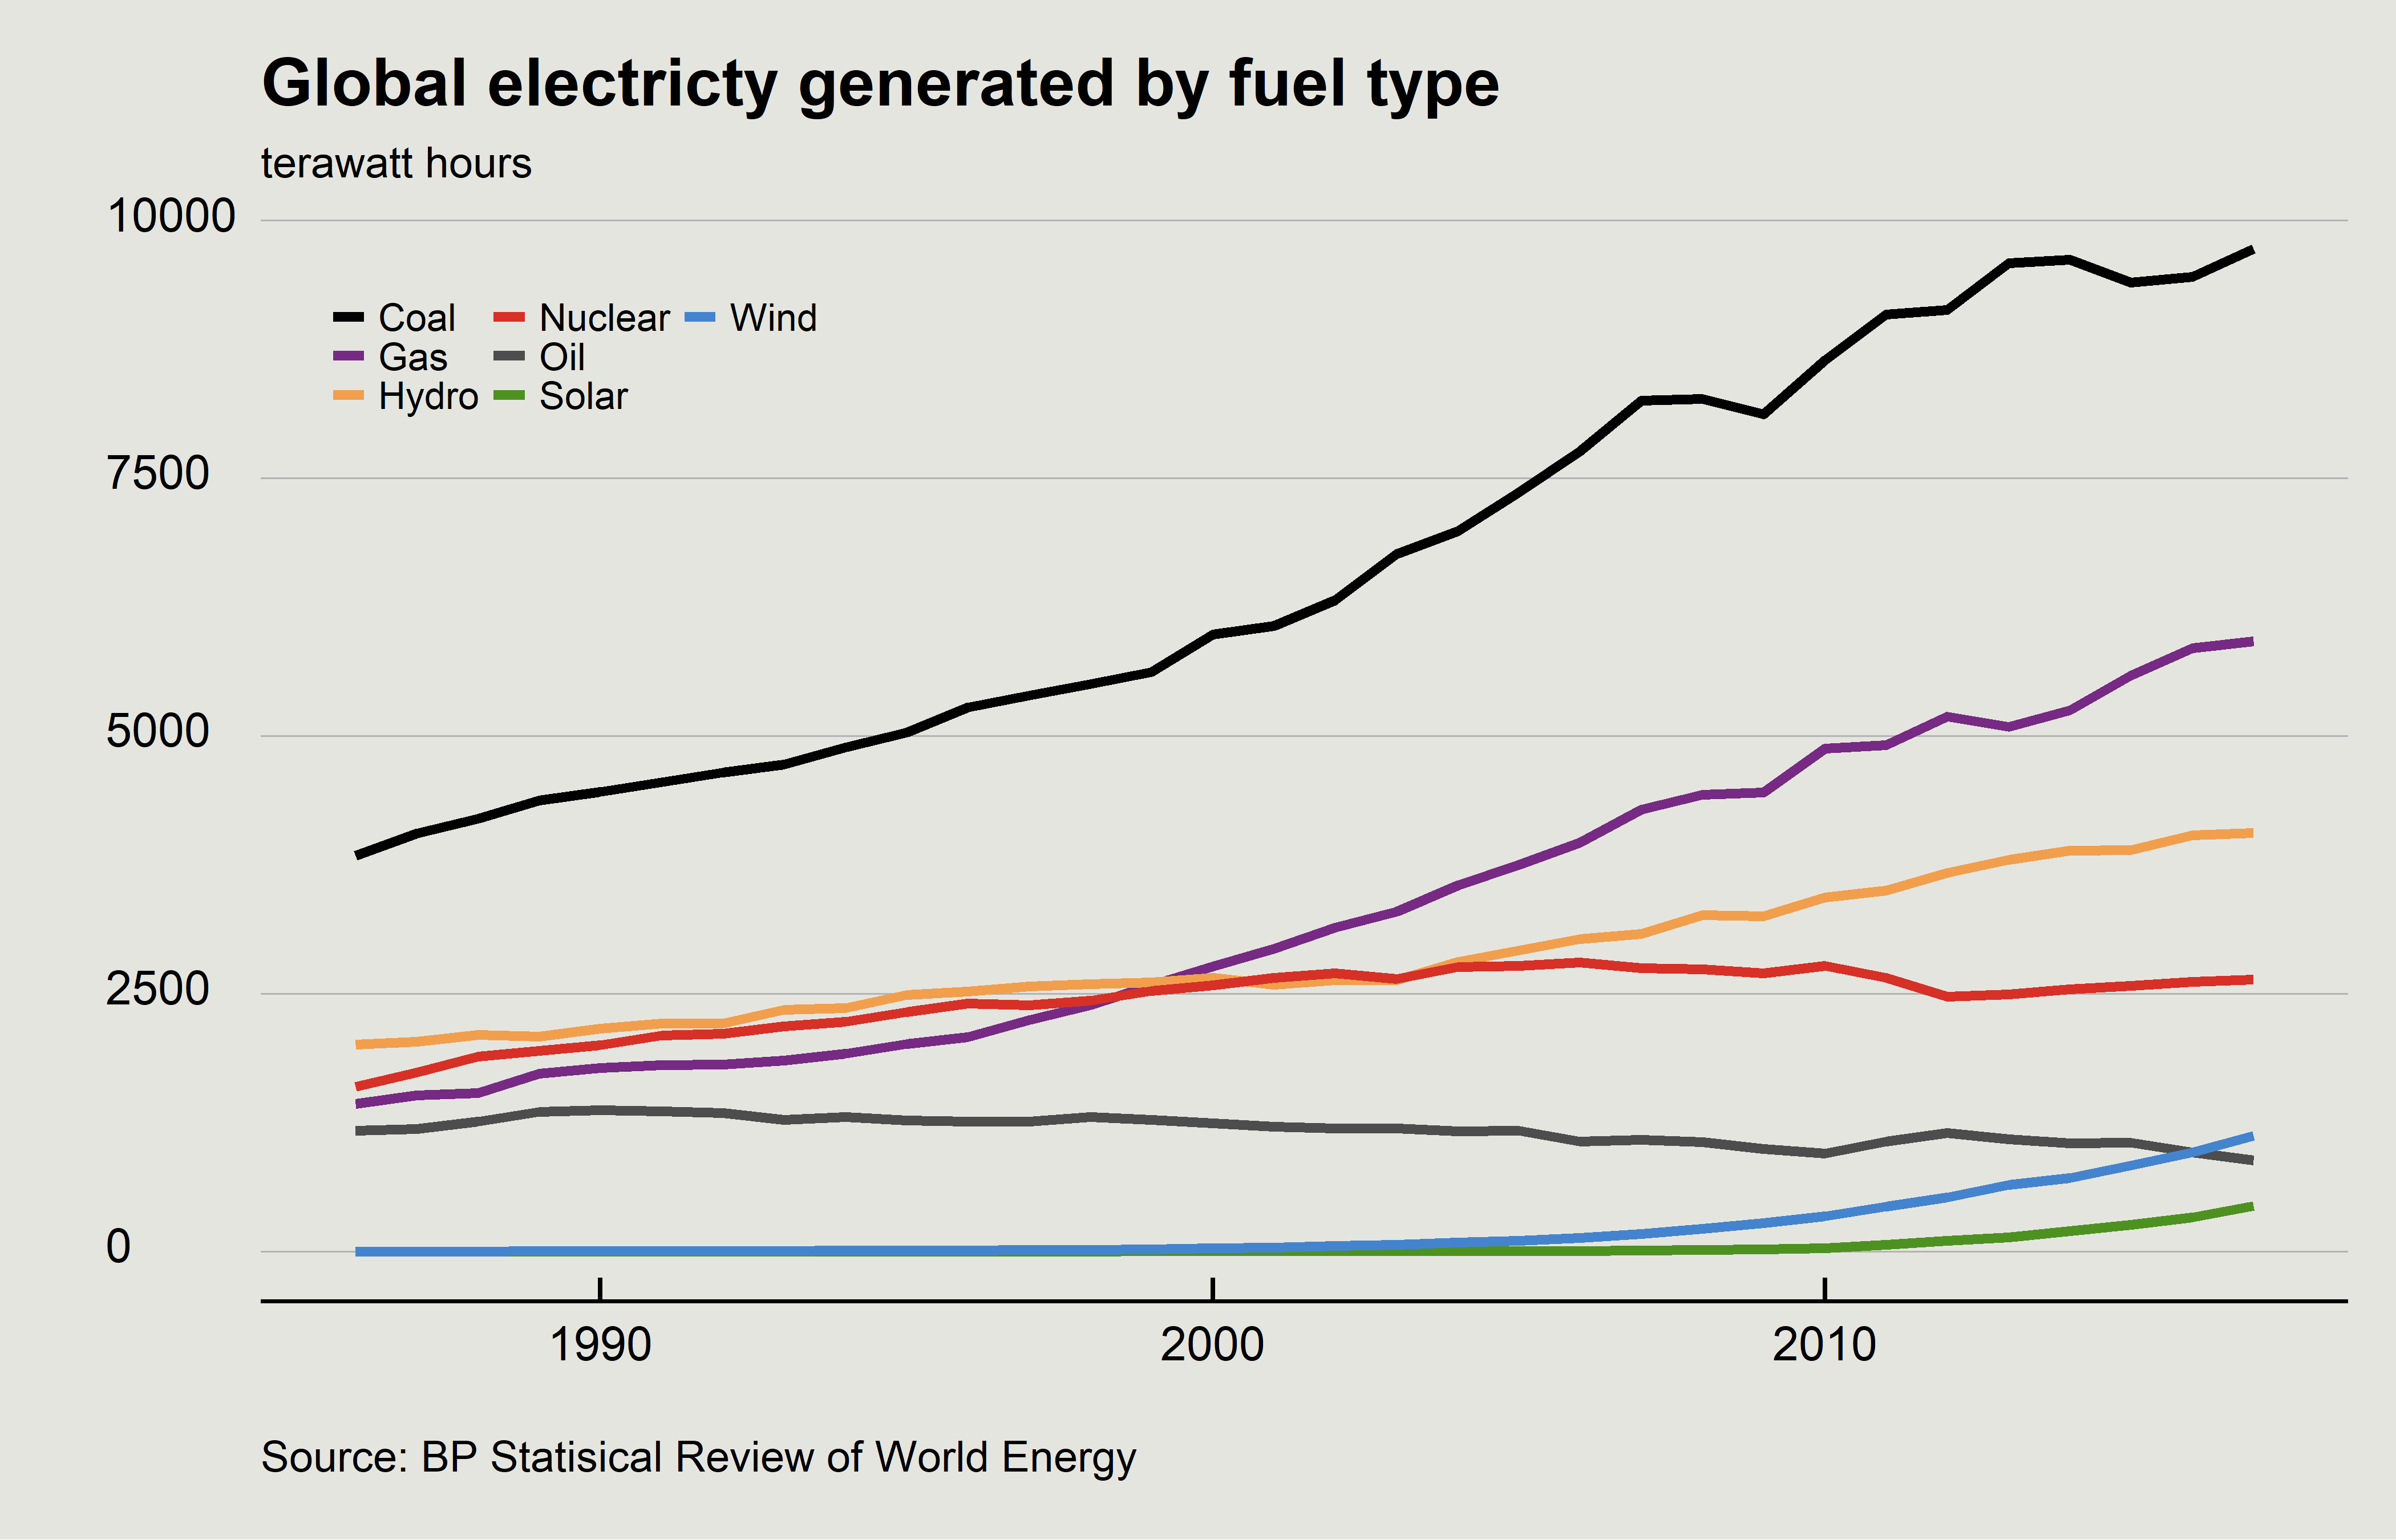 Global electricty generated by fuel type
terawatt hours
10000
Coal Nuclear Wind
Gas Oil
Hydro Solar
7500
5000
2500
0
1990 2000 2010
Source: BP Statisical Review of World Energy